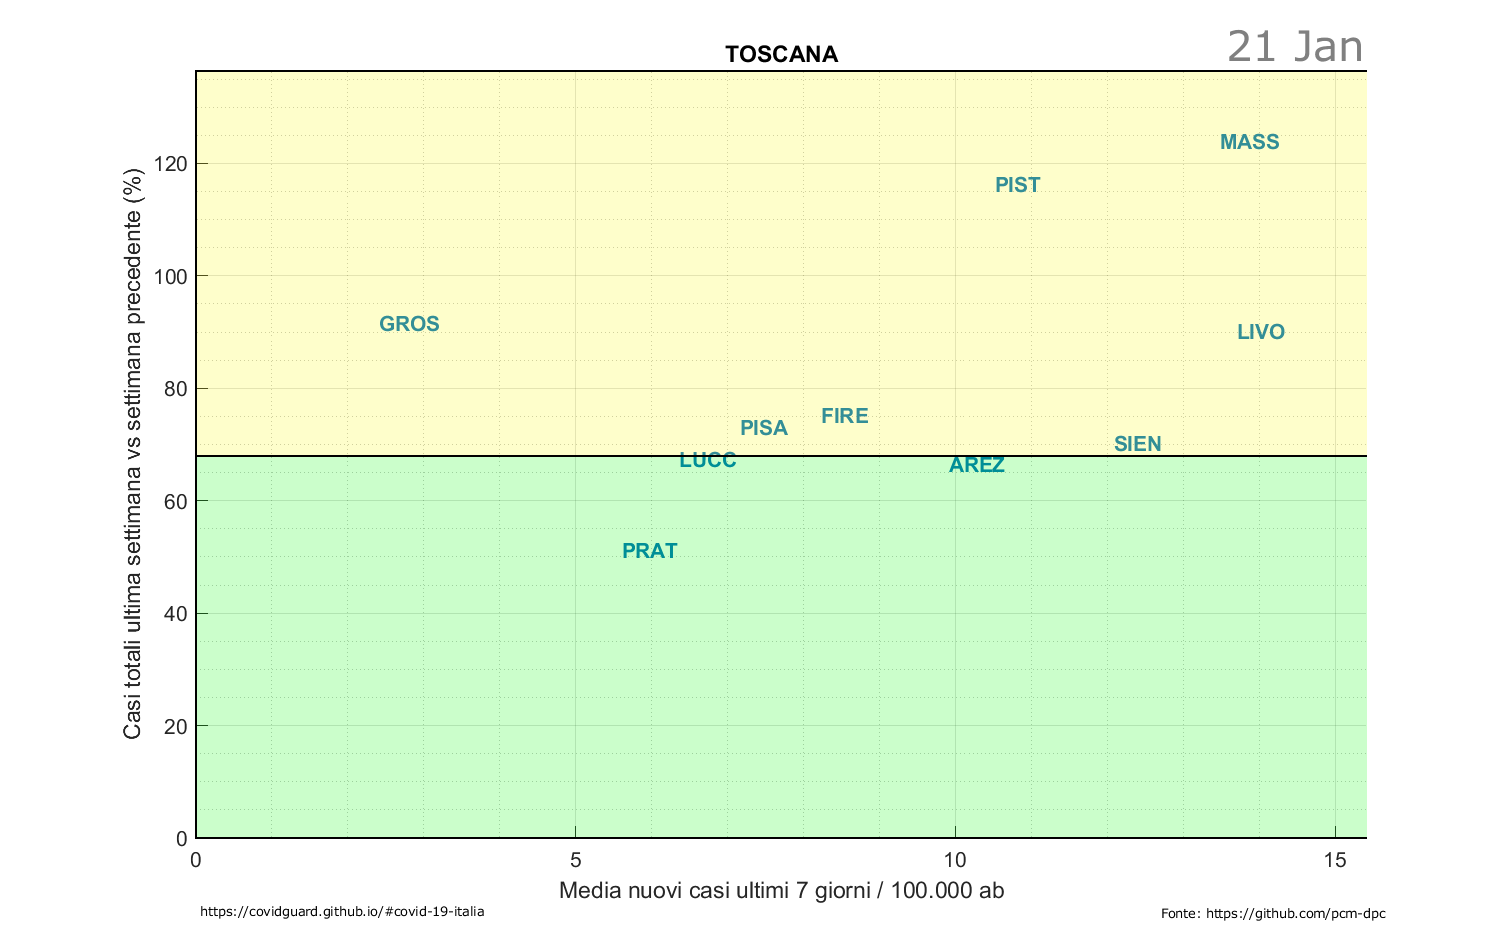 21 Jan
TOSCANA
Casi totali ultima settimana vs settimana precedente (%)
120
100
80
60
40
20
0
MASS
PIST
GROS
LIVO
FIRE
PISA
SIEN
LUCC
AREZ
PRAT
0 5 10 15
Media nuovi casi ultimi 7 giorni / 100.000 ab
https://covidguard.github.io/#covid-19-italia
Fonte: https://github.com/pcm-dpc